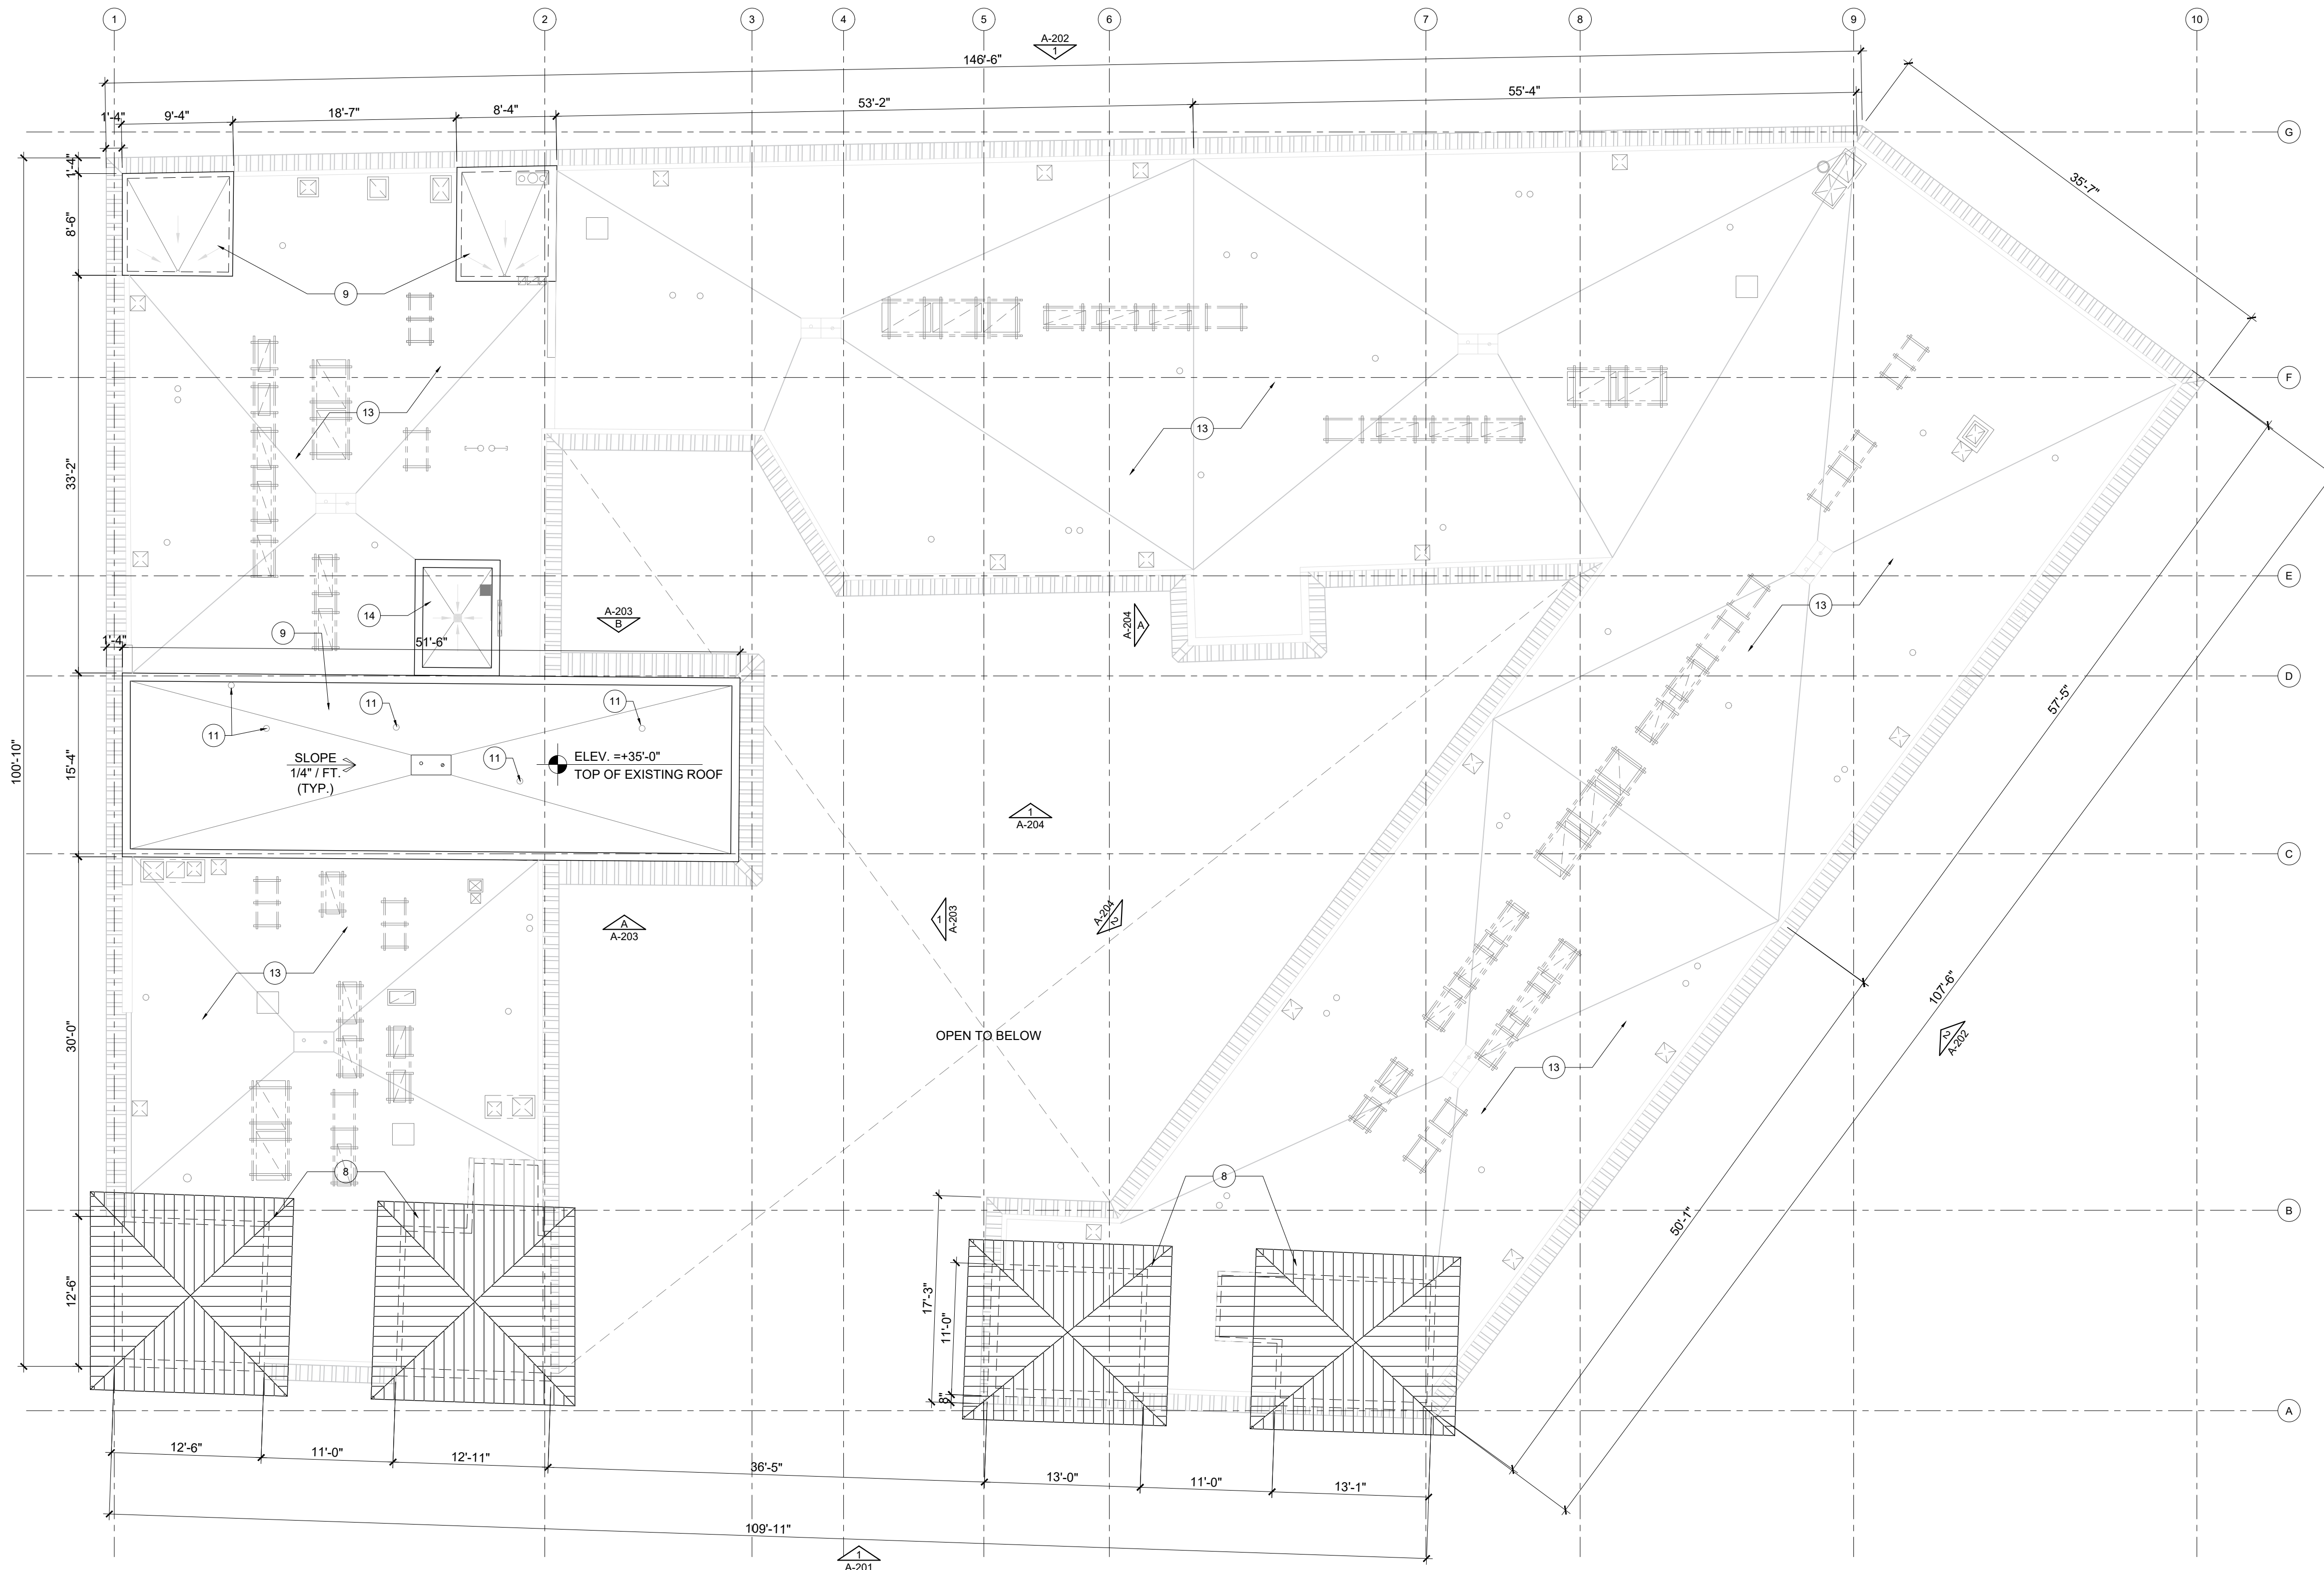 1 2 3 4 5 6 7 8 9 10
A-202
1
146'-6"
55'-4"
53'-2"
1'-4" 9'-4" 18'-7" 8'-4"
G
1'-4"
35'-7"
8'-6"
9
F
13
13
33'-2"
E
13
14
A-203
B
A-204
A
9
1'-4" 51'-6"
D
11
11
11
57'-5"
11
ELEV. =+35'-0"
TOP OF EXISTING ROOF
SLOPE
1/4" / FT.
(TYP.)
100'-10"
15'-4"
1
A-204
C
A
A-203
1
A-203
A-204
2
13
107'-6"
30'-0"
OPEN TO BELOW
2
A-202
13
8
8
50'-1"
B
12'-6"
17'-3"
11'-0"
8"
A
12'-6" 11'-0" 12'-11" 36'-5" 13'-0" 11'-0" 13'-1"
109'-11"
1
A-201